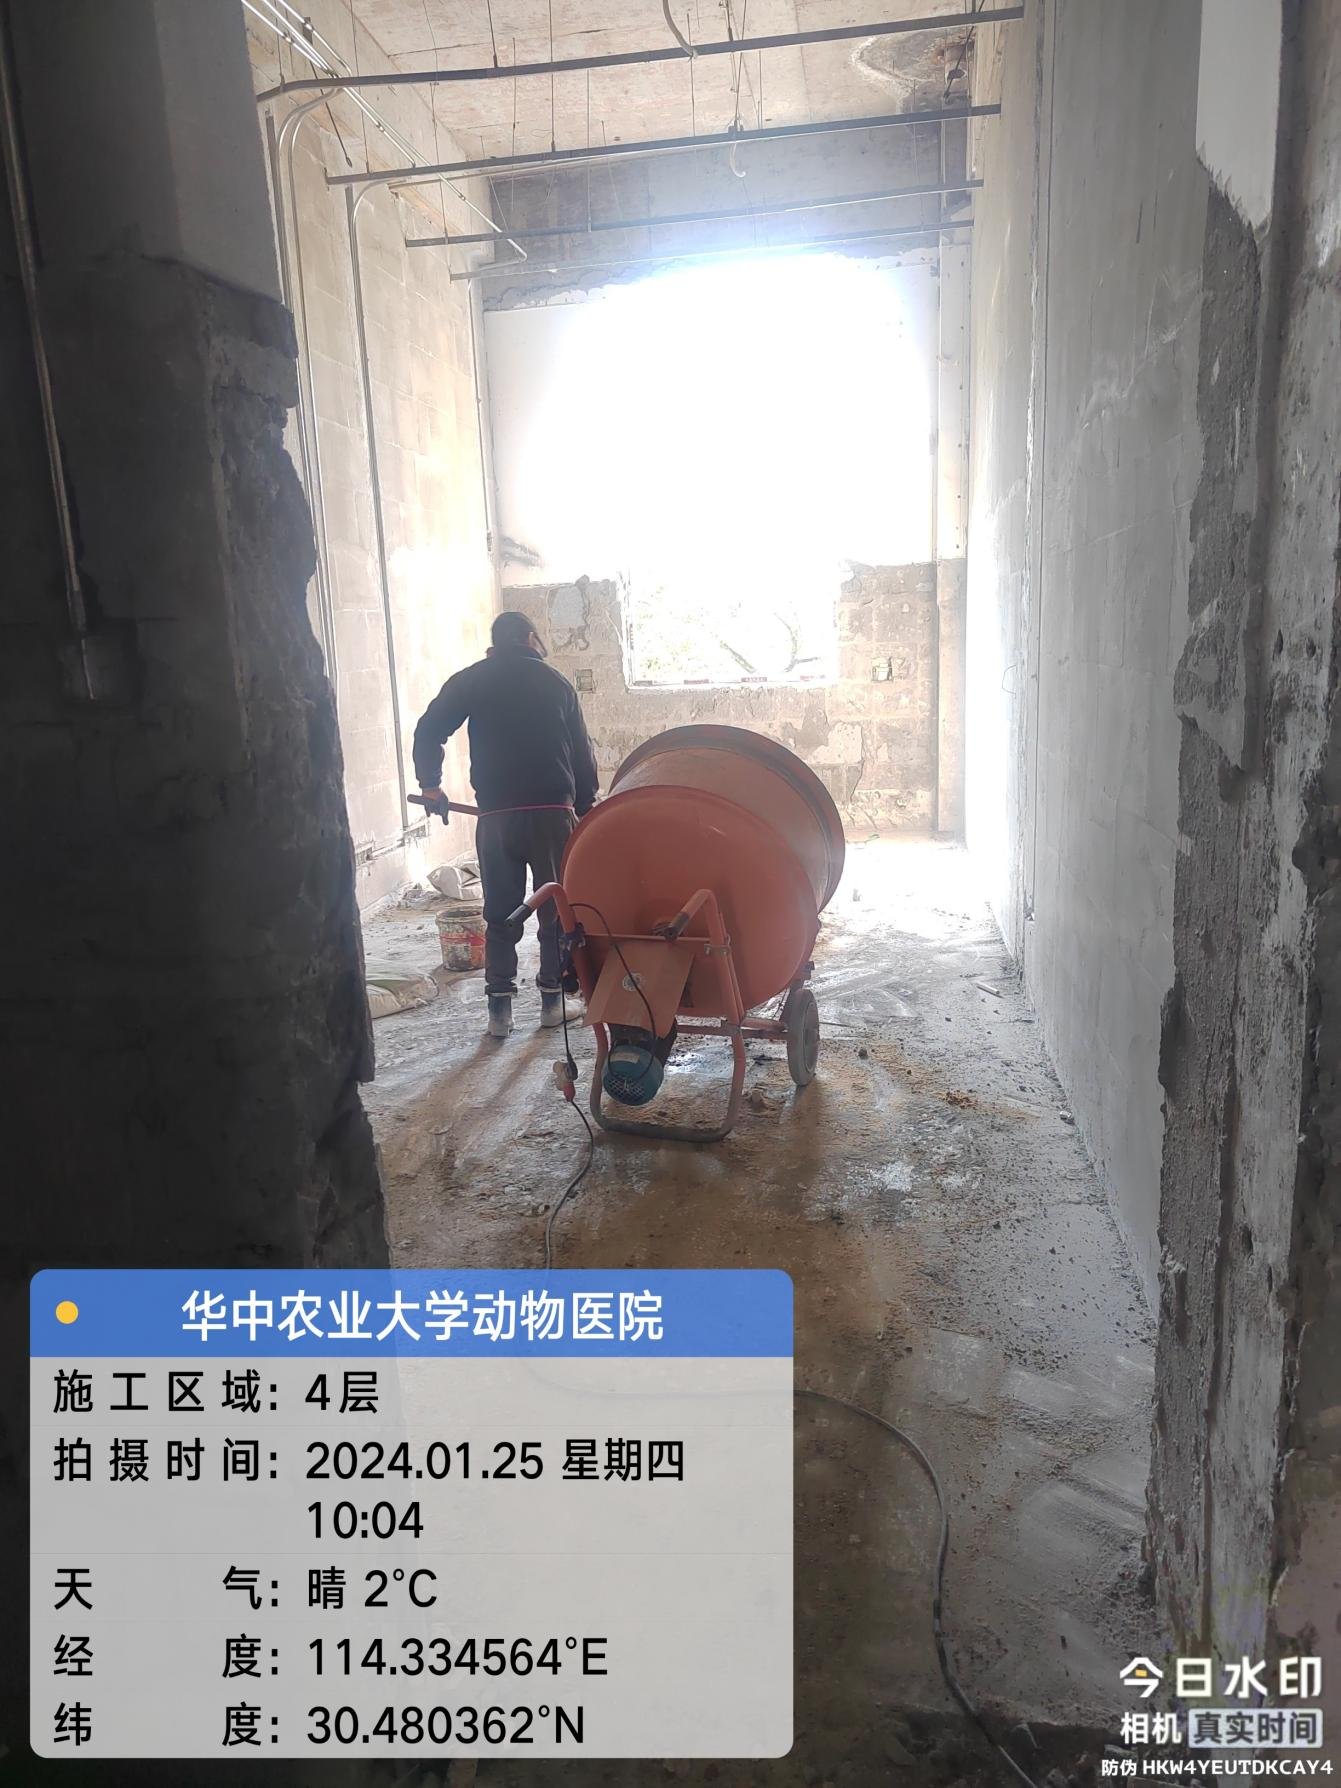 华中农业大学动物医院
施工区域：4层
拍摄时间：2024.01.25 星期四
10:04
天气：晴 2°C
经度：114.334564°E
纬度：30.480362°N
今日水印
相机 真实时间
防伪 HKW4YEUTDKCAY4